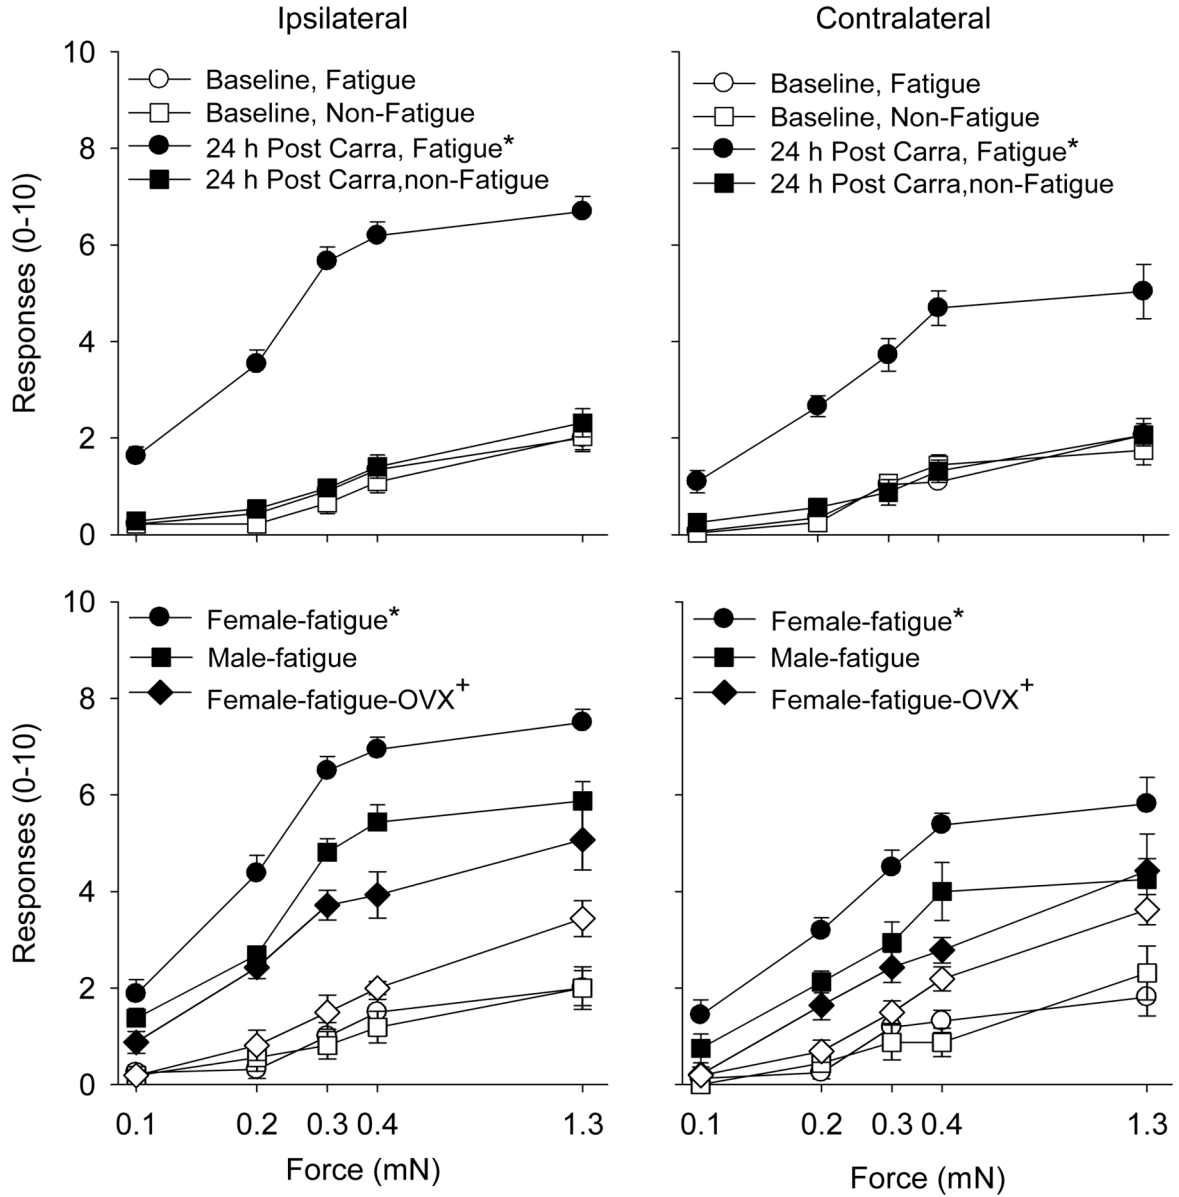 Ipsilateral
10
8
6
4
2
0
Responses (0-10)
Baseline, Fatigue
Baseline, Non-Fatigue
24 h Post Carra, Fatigue*
24 h Post Carra,non-Fatigue
Contralateral
Baseline, Fatigue
Baseline, Non-Fatigue
24 h Post Carra, Fatigue*
24 h Post Carra,non-Fatigue
10
8
6
4
2
0
Responses (0-10)
Female-fatigue*
Male-fatigue
Female-fatigue-OVX+
0.1 0.2 0.3 0.4 1.3
Force (mN)
Female-fatigue*
Male-fatigue
Female-fatigue-OVX+
0.1 0.2 0.3 0.4 1.3
Force (mN)